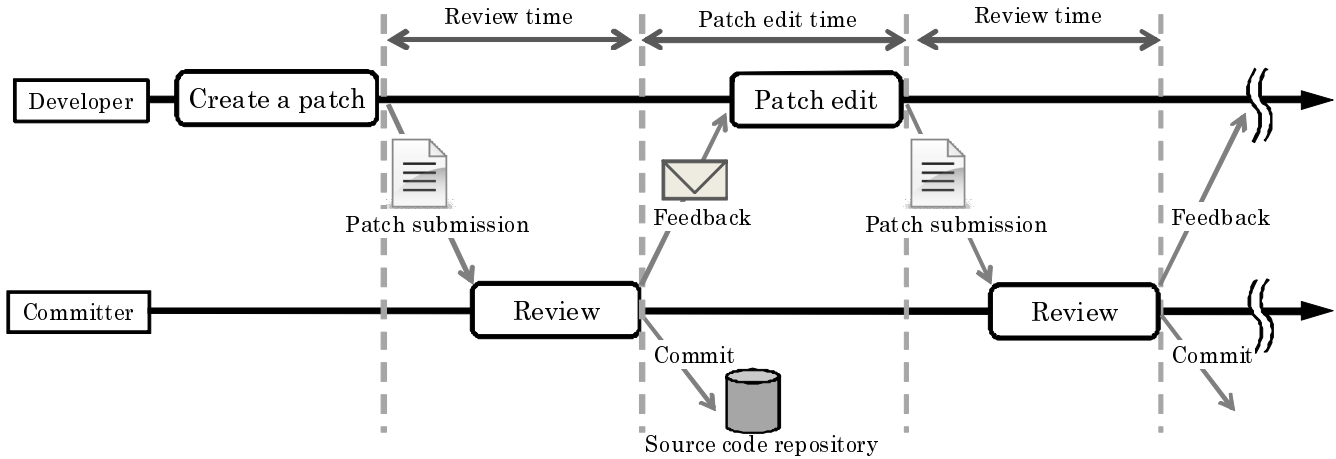 Review time
Patch edit time
Review time
Developer
Create a patch
Patch edit
Patch submission
Feedback
Patch submission
Feedback
Committer
Review
Review
Commit
Commit
Source code repository